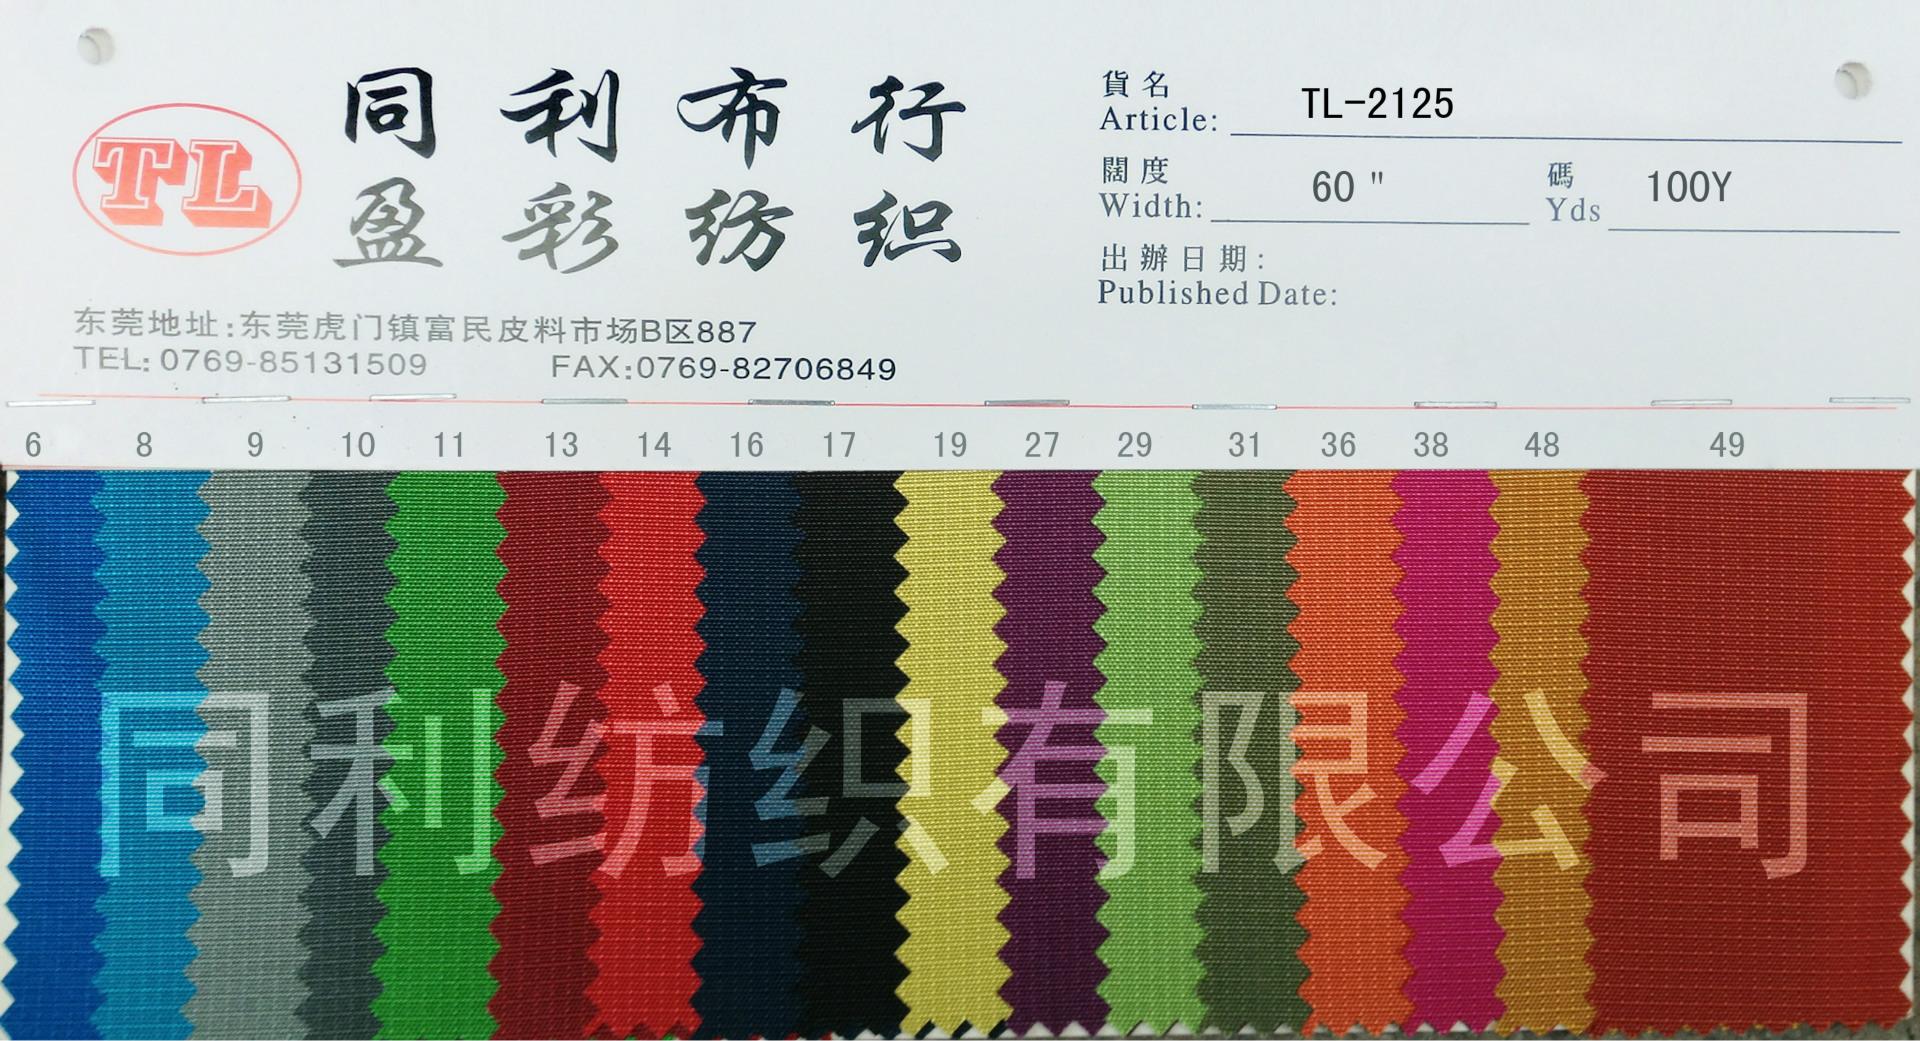 TL
同利布行
盈彩纺织
东莞地址:东莞虎门镇富民皮料市场B区887
TEL: 0769-85131509 FAX:0769-82706849
貨名
Article: TL-2125
闊度 碼
Width: 60 " Yds 100Y
出辦日期:
Published Date:
6 8 9 10 11 13 14 16 17 19 27 29 31 36 38 48 49
同利纺织有限公司